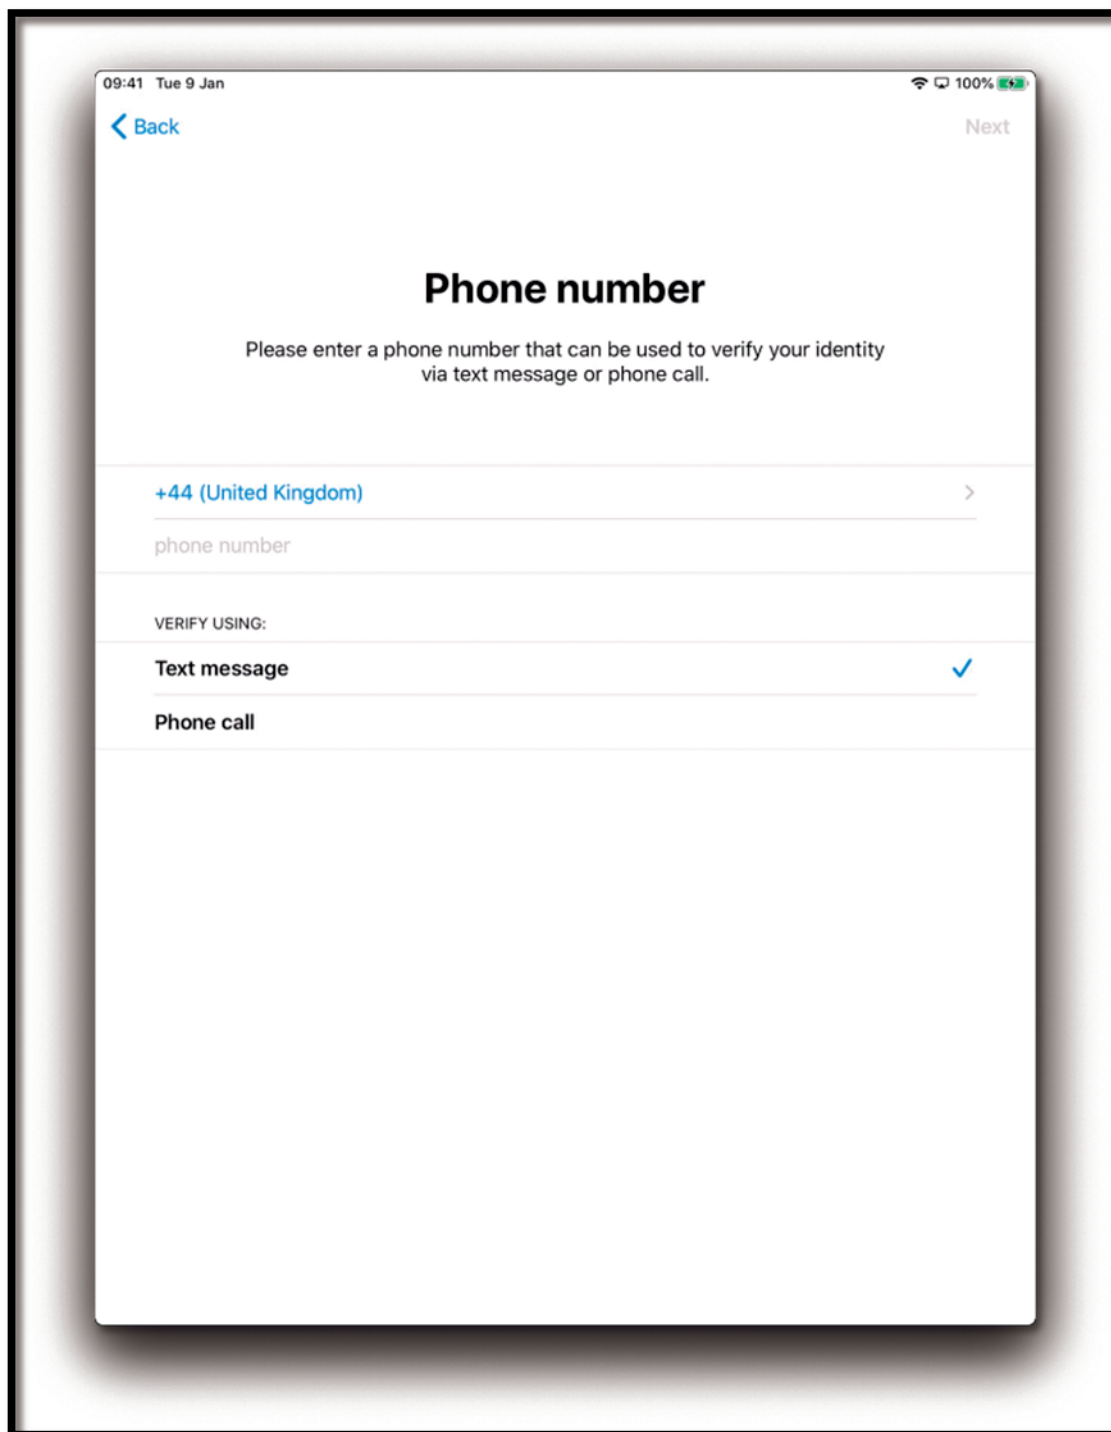 09:41 Tue 9 Jan 100%
Back Next
Phone number
Please enter a phone number that can be used to verify your identity
via text message or phone call.
+44 (United Kingdom)
phone number
VERIFY USING:
Text message
Phone call